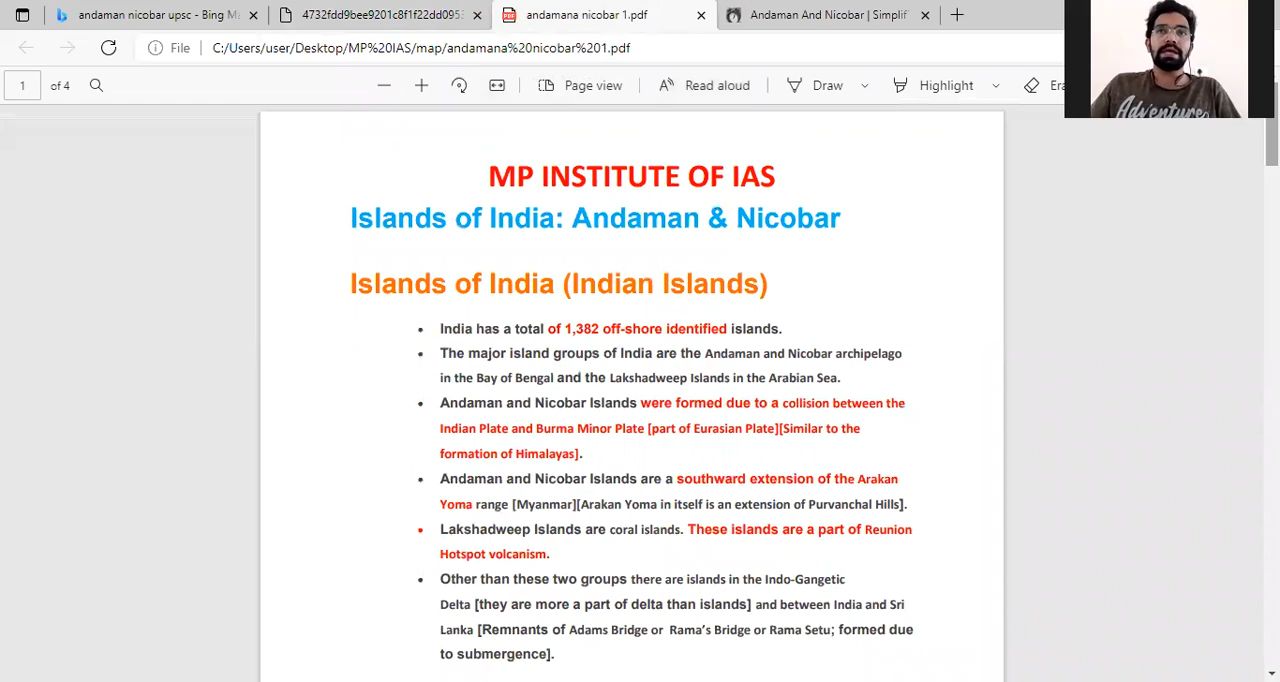 andaman nicobar upsc - Bing Ma
4732fdd9bee9201c8f1f22dd0953
andamana nicobar 1.pdf
Andaman And Nicobar | Simplif
File
C:/Users/user/Desktop/MP%20IAS/map/andamana%20nicobar%201.pdf
1 of 4
Page view
Read aloud
Draw
Highlight
Era
Adventure
MP INSTITUTE OF IAS
Islands of India: Andaman & Nicobar
Islands of India (Indian Islands)
• India has a total of 1,382 off-shore identified islands.
• The major island groups of India are the Andaman and Nicobar archipelago
in the Bay of Bengal and the Lakshadweep Islands in the Arabian Sea.
• Andaman and Nicobar Islands were formed due to a collision between the
Indian Plate and Burma Minor Plate [part of Eurasian Plate][Similar to the
formation of Himalayas].
• Andaman and Nicobar Islands are a southward extension of the Arakan
Yoma range [Myanmar][Arakan Yoma in itself is an extension of Purvanchal Hills].
• Lakshadweep Islands are coral islands. These islands are a part of Reunion
Hotspot volcanism.
• Other than these two groups there are islands in the Indo-Gangetic
Delta [they are more a part of delta than islands] and between India and Sri
Lanka [Remnants of Adams Bridge or Rama’s Bridge or Rama Setu; formed due
to submergence].